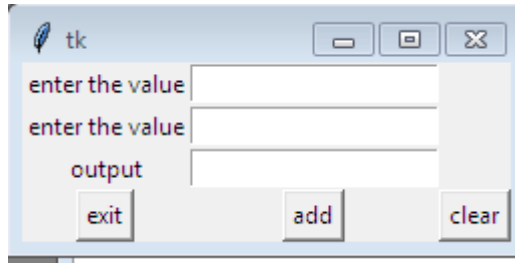 tk
enter the value
enter the value
output
exit add clear